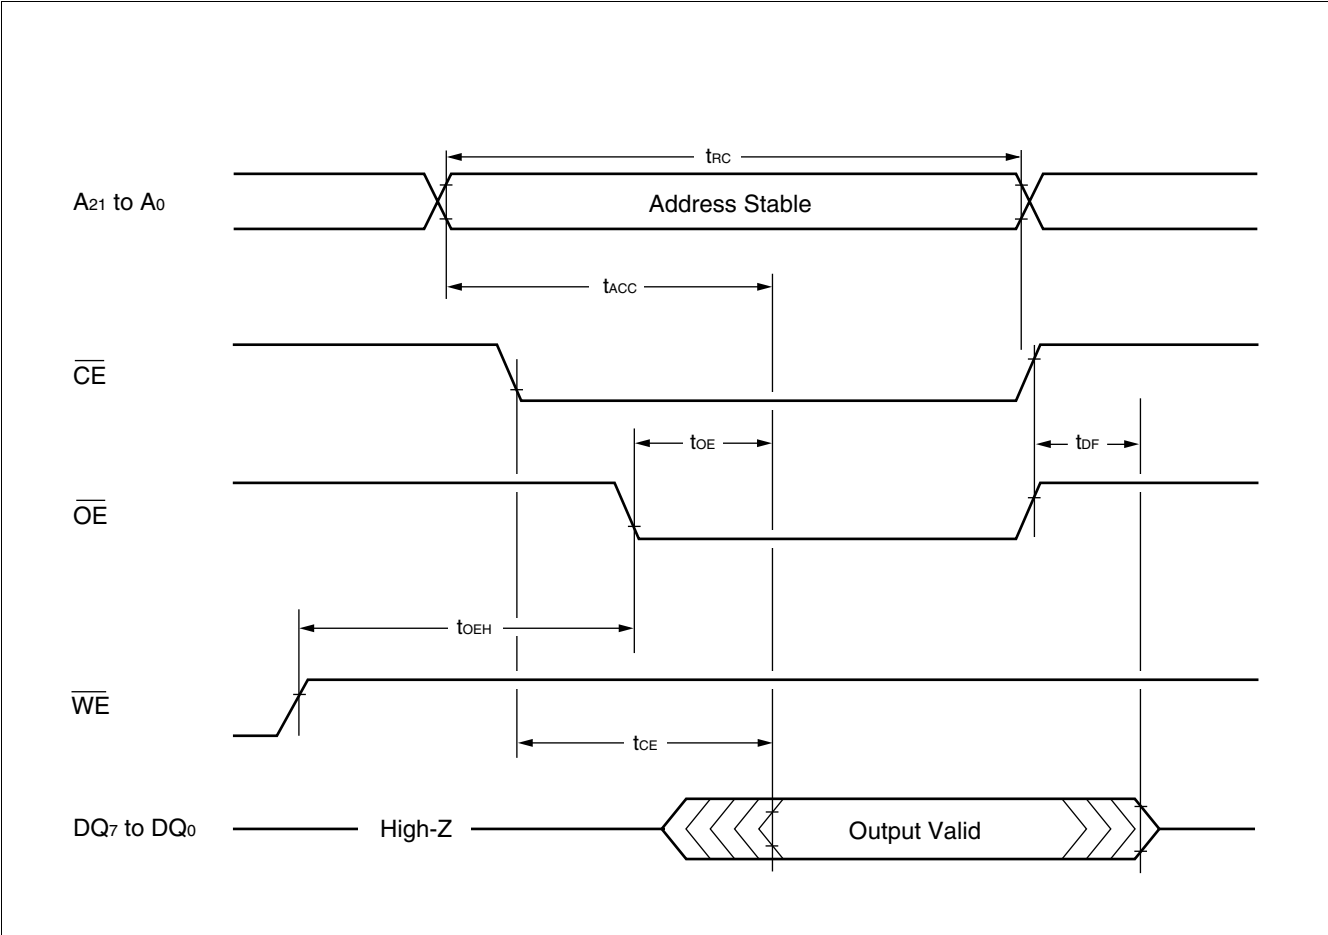 tRC
A21 to A0
Address Stable
tACC
CE
tOE
tDF
OE
tOEH
WE
tCE
DQ7 to DQ0
High-Z
Output Valid